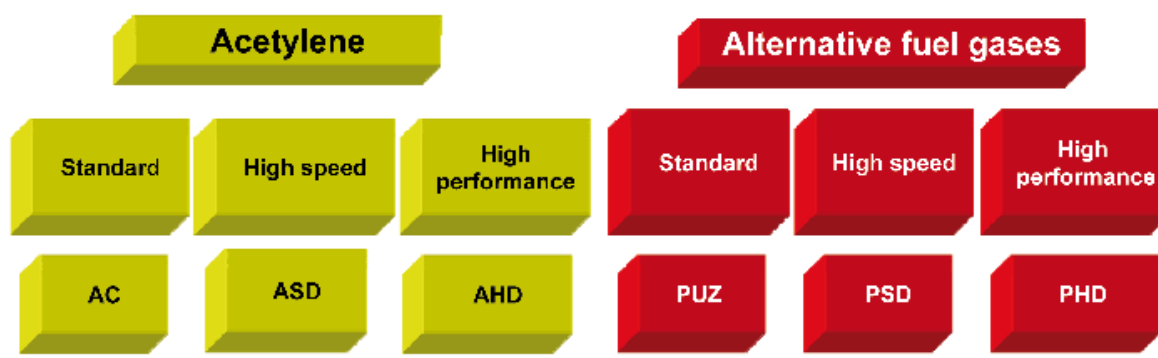 Acetylene
Alternative fuel gases
Standard
High speed
High
performance
Standard
High speed
High
performance
AC
ASD
AHD
PUZ
PSD
PHD